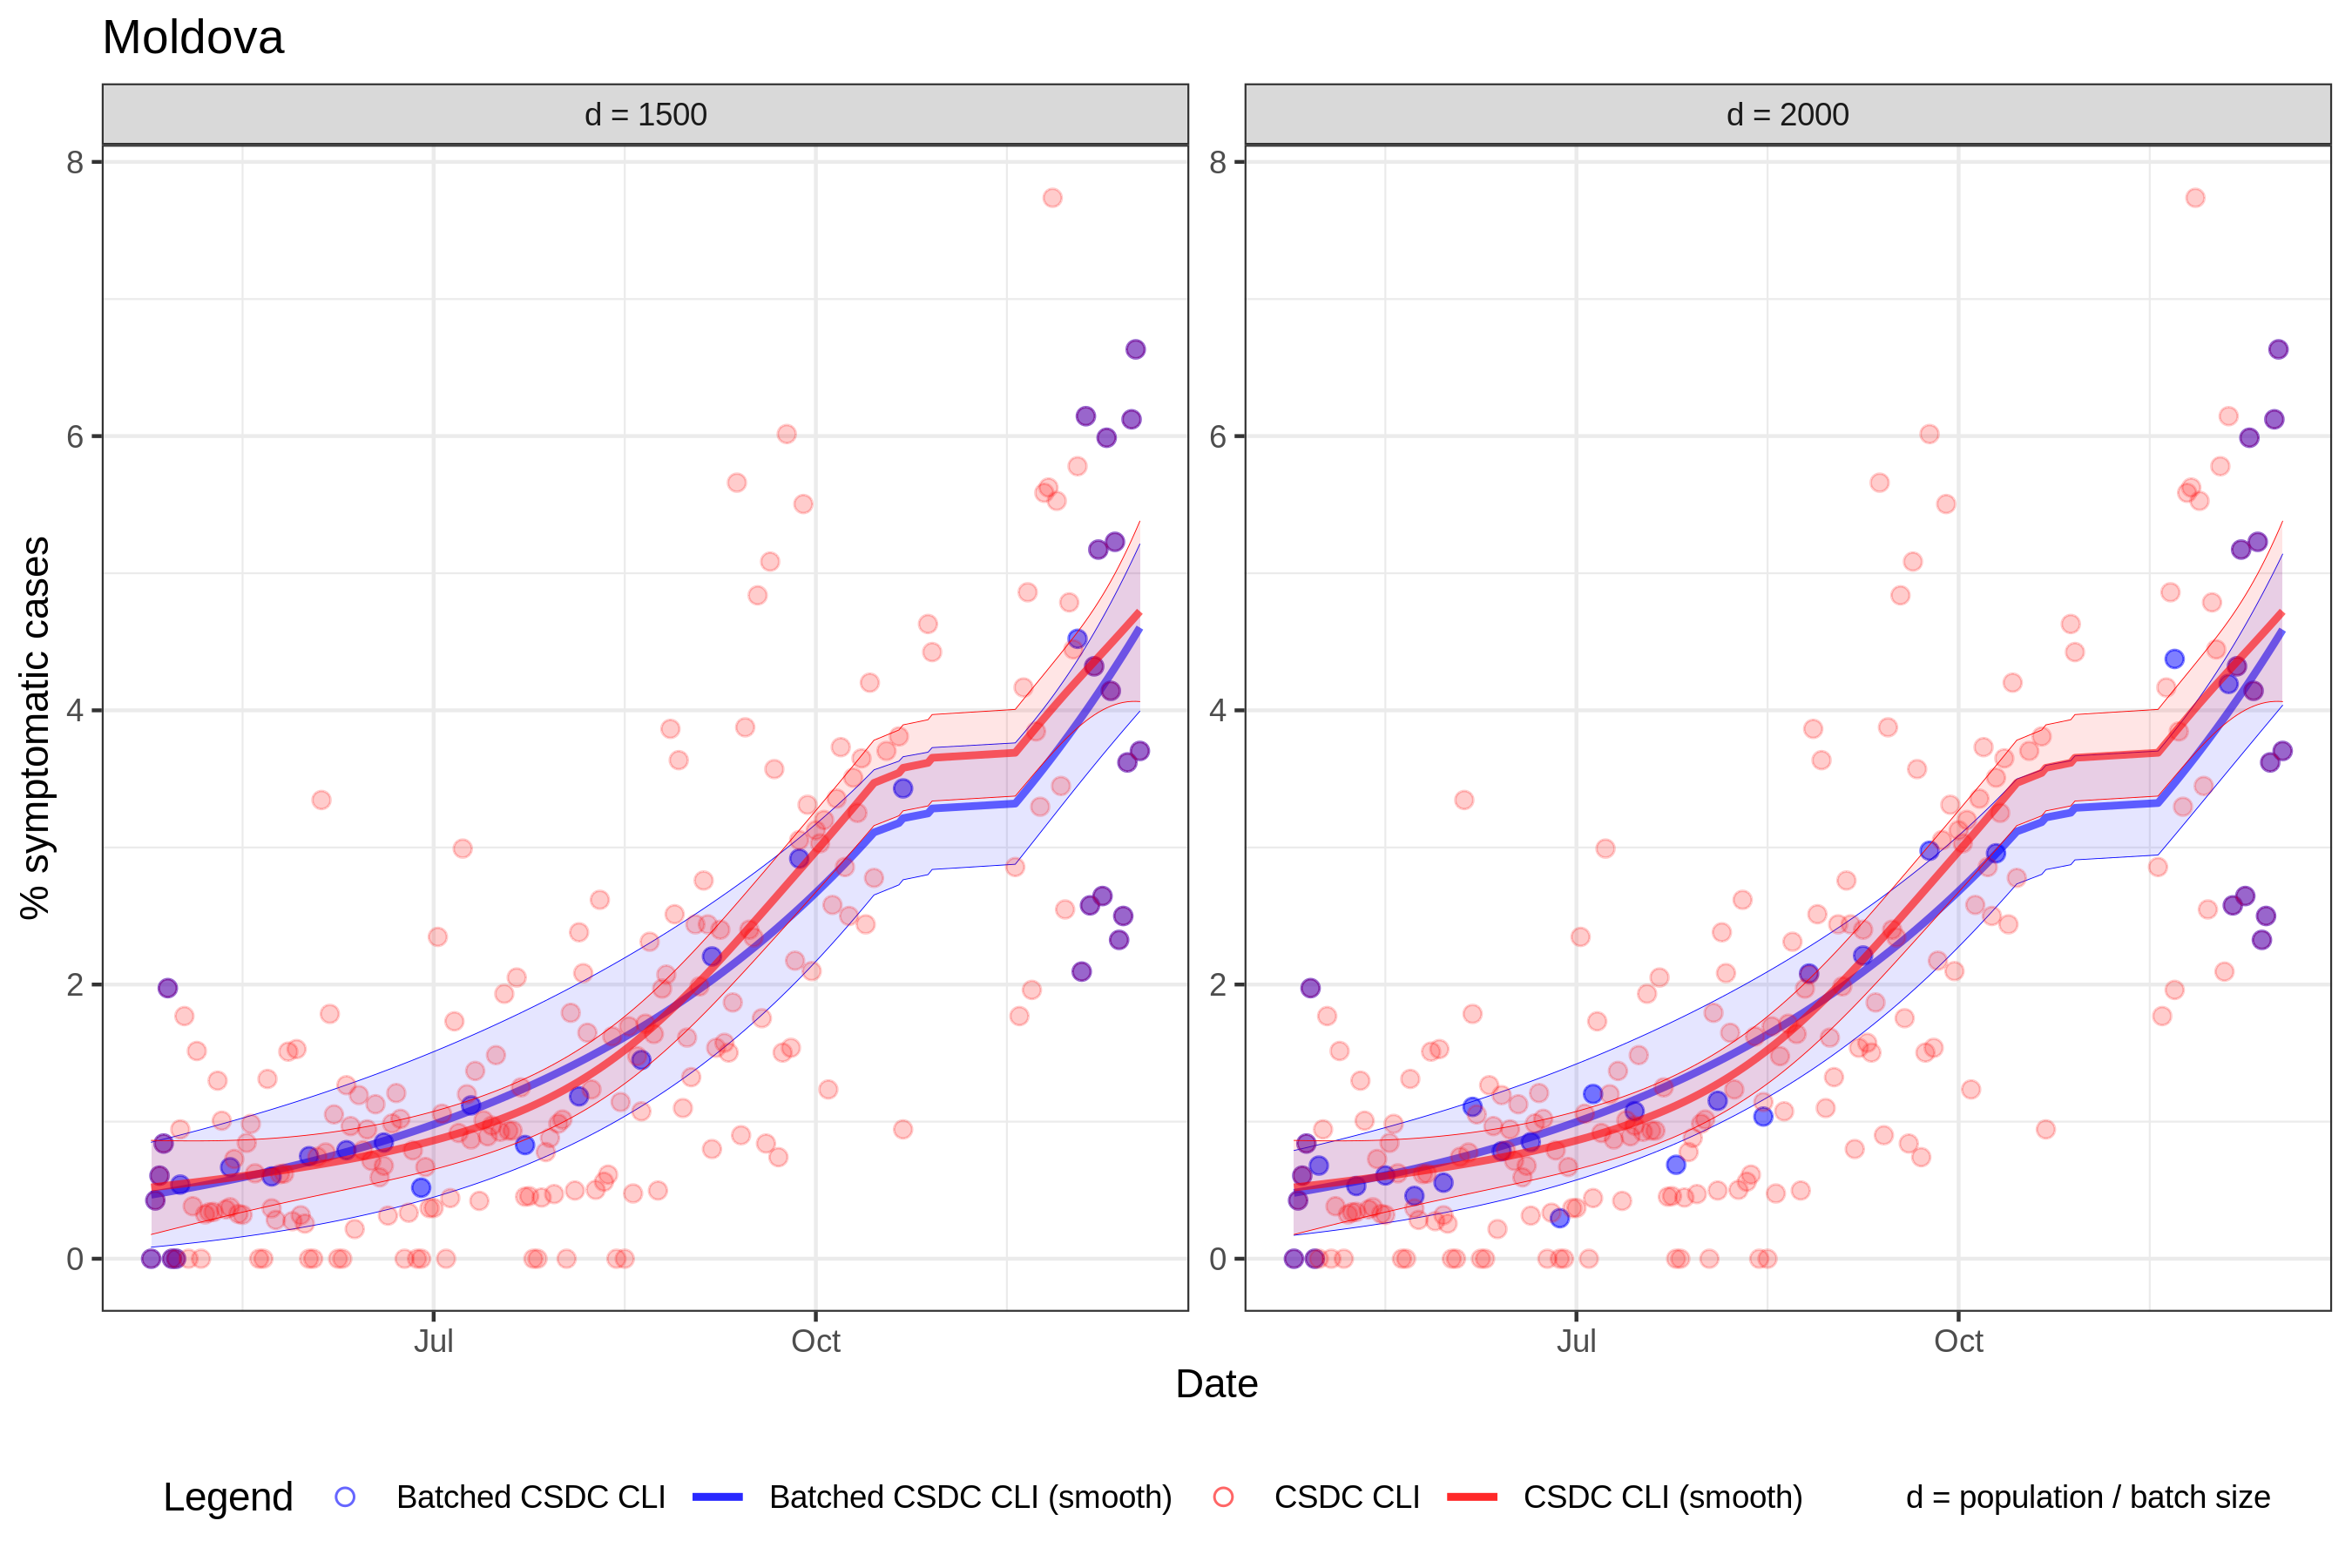 Moldova
d = 1500
d = 2000
8
6
4
2
0
8
6
4
2
0
% symptomatic cases
Jul
Oct
Jul
Oct
Date
Legend
Batched CSDC CLI
Batched CSDC CLI (smooth)
CSDC CLI
CSDC CLI (smooth)
d = population / batch size